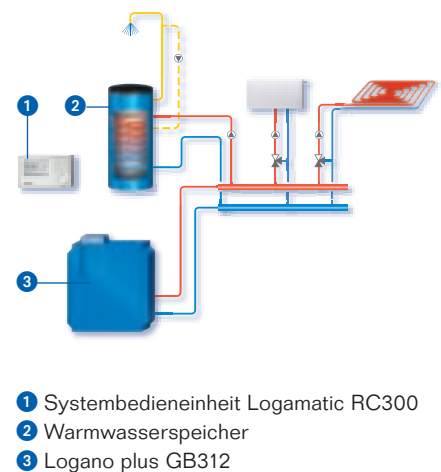 1
2
3
1 Systembedieneinheit Logamatic RC300
2 Warmwasserspeicher
3 Logano plus GB312